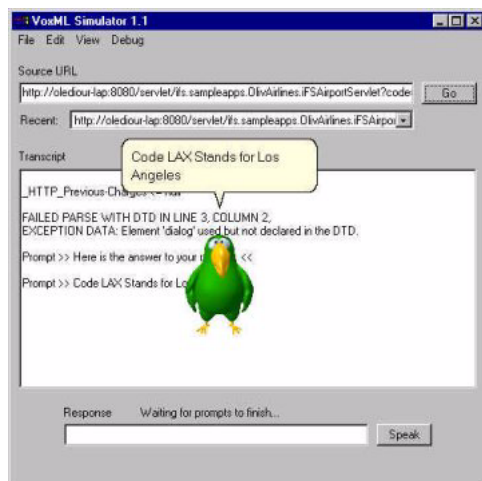 VoxML Simulator 1.1
File Edit View Debug
Source URL
http://olediour-lap:8080/servlet/ifs.sampleapps.OlivAirlines.iFSAirportServlet?code
Go
Recent: http://olediour-lap:8080/servlet/ifs.sampleapps.OlivAirlines.iFSAirpor
Transcript
Code LAX Stands for Los
Angeles
_HTTP_Previous-Charges <= null
FAILED PARSE WITH DTD IN LINE 3, COLUMN 2,
EXCEPTION DATA: Element 'dialog' used but not declared in the DTD.
Prompt >> Here is the answer to your <<
Prompt >> Code LAX Stands for Lo
Response Waiting for prompts to finish...
Speak